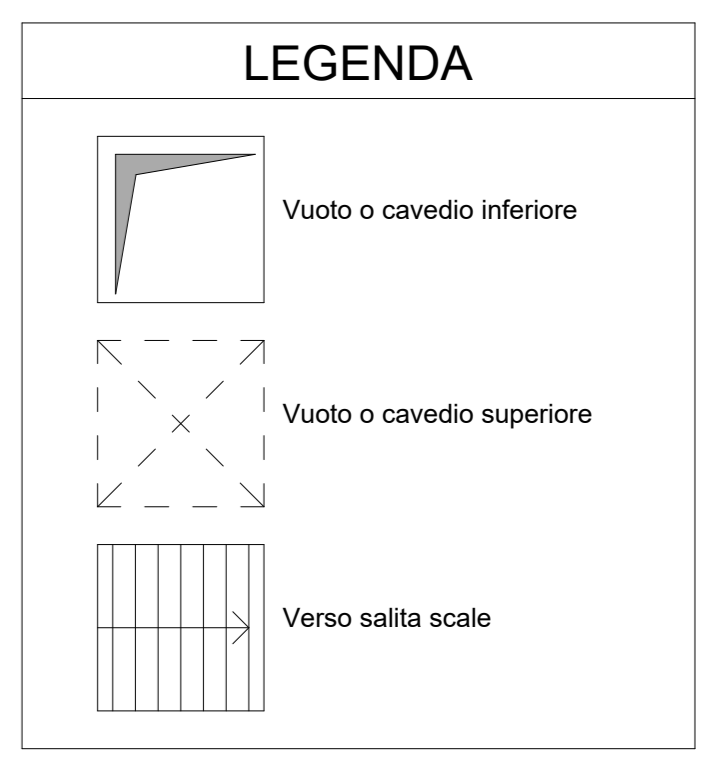 LEGENDA
Vuoto o cavedio inferiore
Vuoto o cavedio superiore
Verso salita scale